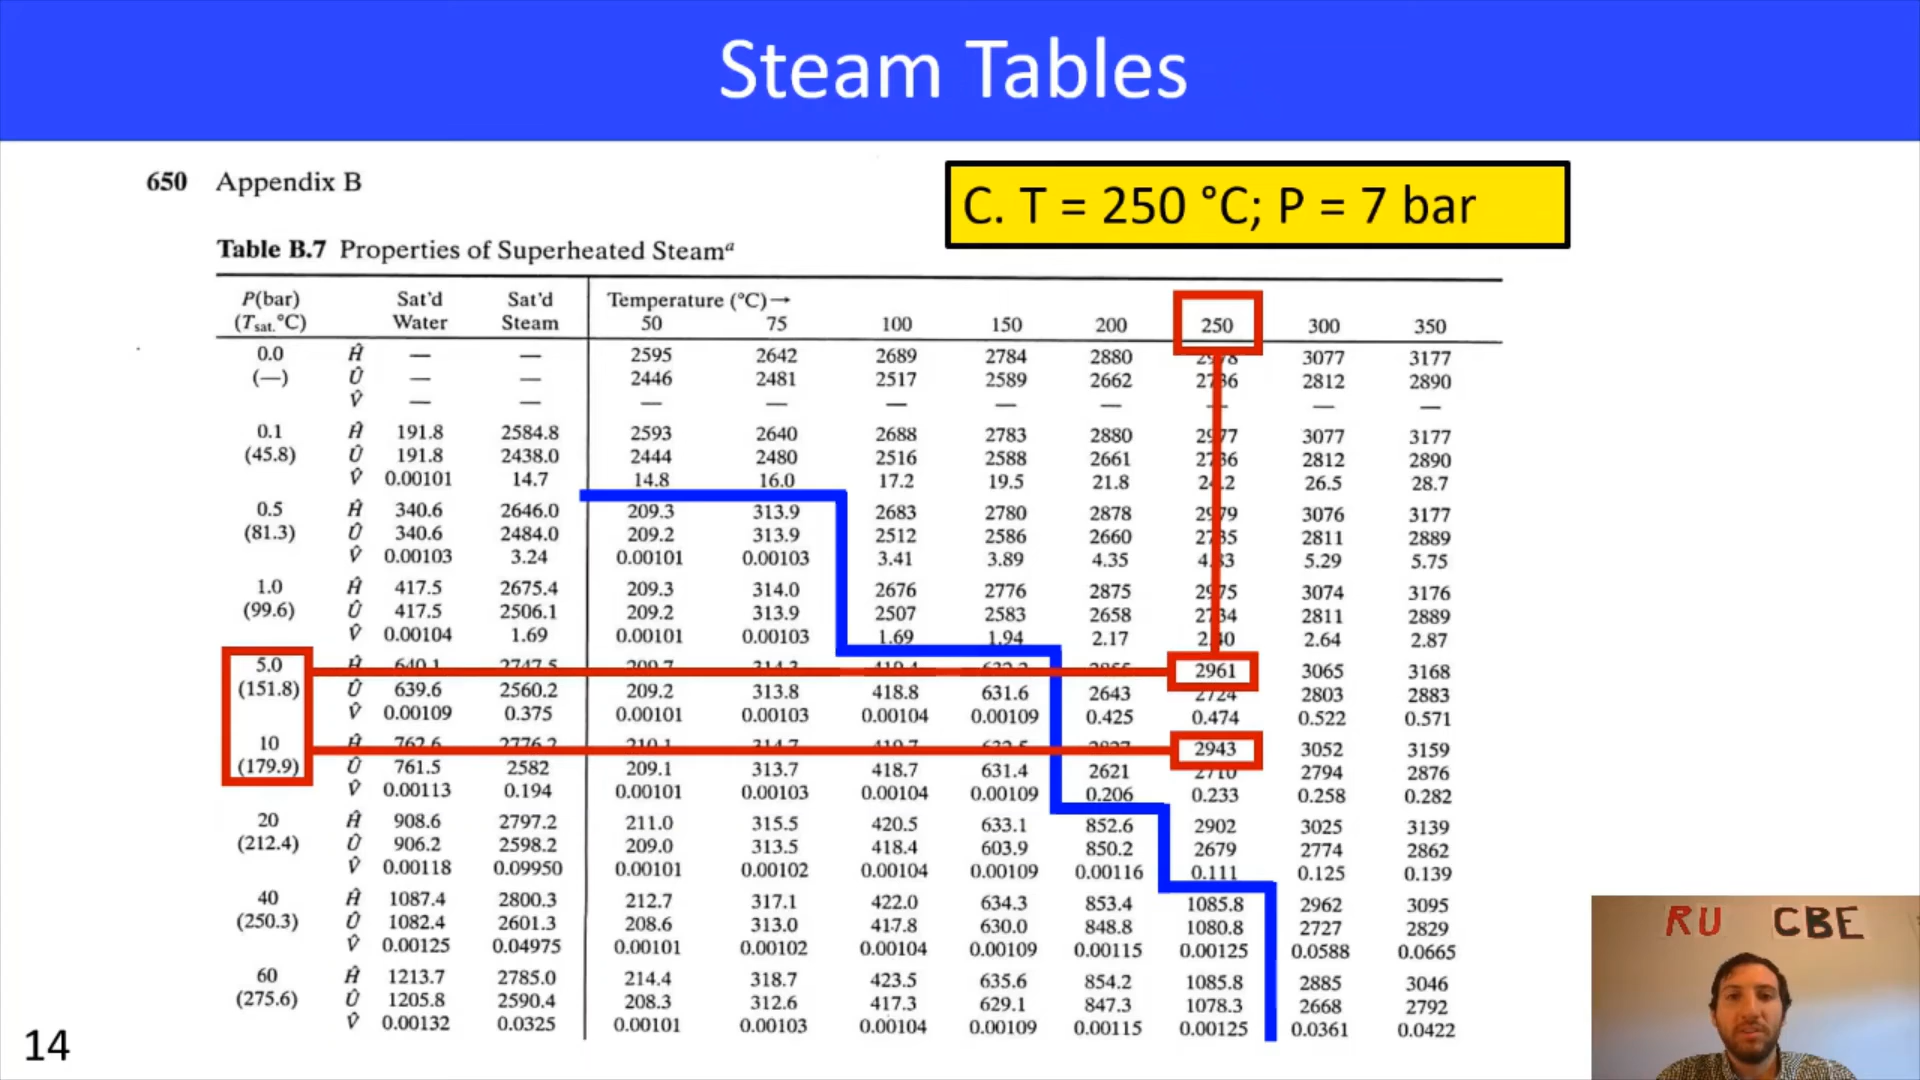 Steam Tables
650 Appendix B
C. T = 250 °C; P = 7 bar
Table B.7 Properties of Superheated Steamᵃ
P(bar) Sat'd Sat'd Temperature (°C)→
(Tsat. °C) Water Steam 50 75 100 150 200 250 300 350
0.0 Ĥ — — 2595 2642 2689 2784 2880 2978 3077 3177
(—) Û — — 2446 2481 2517 2589 2662 2736 2812 2890
V̂ — — — — — — — — — —
0.1 Ĥ 191.8 2584.8 2593 2640 2688 2783 2880 2977 3077 3177
(45.8) Û 191.8 2438.0 2444 2480 2516 2588 2661 2736 2812 2890
V̂ 0.00101 14.7 14.8 16.0 17.2 19.5 21.8 24.2 26.5 28.7
0.5 Ĥ 340.6 2646.0 209.3 313.9 2683 2780 2878 2979 3076 3177
(81.3) Û 340.6 2484.0 209.2 313.9 2512 2586 2660 2735 2811 2889
V̂ 0.00103 3.24 0.00101 0.00103 3.41 3.89 4.35 4.83 5.29 5.75
1.0 Ĥ 417.5 2675.4 209.3 314.0 2676 2776 2875 2975 3074 3176
(99.6) Û 417.5 2506.1 209.2 313.9 2507 2583 2658 2734 2811 2889
V̂ 0.00104 1.69 0.00101 0.00103 1.69 1.94 2.17 2.40 2.64 2.87
5.0 Ĥ 640.1 2747.5 209.7 314.3 419.4 632.2 2855 2961 3065 3168
(151.8) Û 639.6 2560.2 209.2 313.8 418.8 631.6 2643 2724 2803 2883
V̂ 0.00109 0.375 0.00101 0.00103 0.00104 0.00109 0.425 0.474 0.522 0.571
10 Ĥ 762.6 2776.2 210.1 314.7 419.7 632.5 2827 2943 3052 3159
(179.9) Û 761.5 2582 209.1 313.7 418.7 631.4 2621 2710 2794 2876
V̂ 0.00113 0.194 0.00101 0.00103 0.00104 0.00109 0.206 0.233 0.258 0.282
20 Ĥ 908.6 2797.2 211.0 315.5 420.5 633.1 852.6 2902 3025 3139
(212.4) Û 906.2 2598.2 209.0 313.5 418.4 603.9 850.2 2679 2774 2862
V̂ 0.00118 0.09950 0.00101 0.00102 0.00104 0.00109 0.00116 0.111 0.125 0.139
40 Ĥ 1087.4 2800.3 212.7 317.1 422.0 634.3 853.4 1085.8 2962 3095
(250.3) Û 1082.4 2601.3 208.6 313.0 417.8 630.0 848.8 1080.8 2727 2829
V̂ 0.00125 0.04975 0.00101 0.00102 0.00104 0.00109 0.00115 0.00125 0.0588 0.0665
60 Ĥ 1213.7 2785.0 214.4 318.7 423.5 635.6 854.2 1085.8 2885 3046
(275.6) Û 1205.8 2590.4 208.3 312.6 417.3 629.1 847.3 1078.3 2668 2792
V̂ 0.00132 0.0325 0.00101 0.00103 0.00104 0.00109 0.00115 0.00125 0.0361 0.0422
RU CBE
14